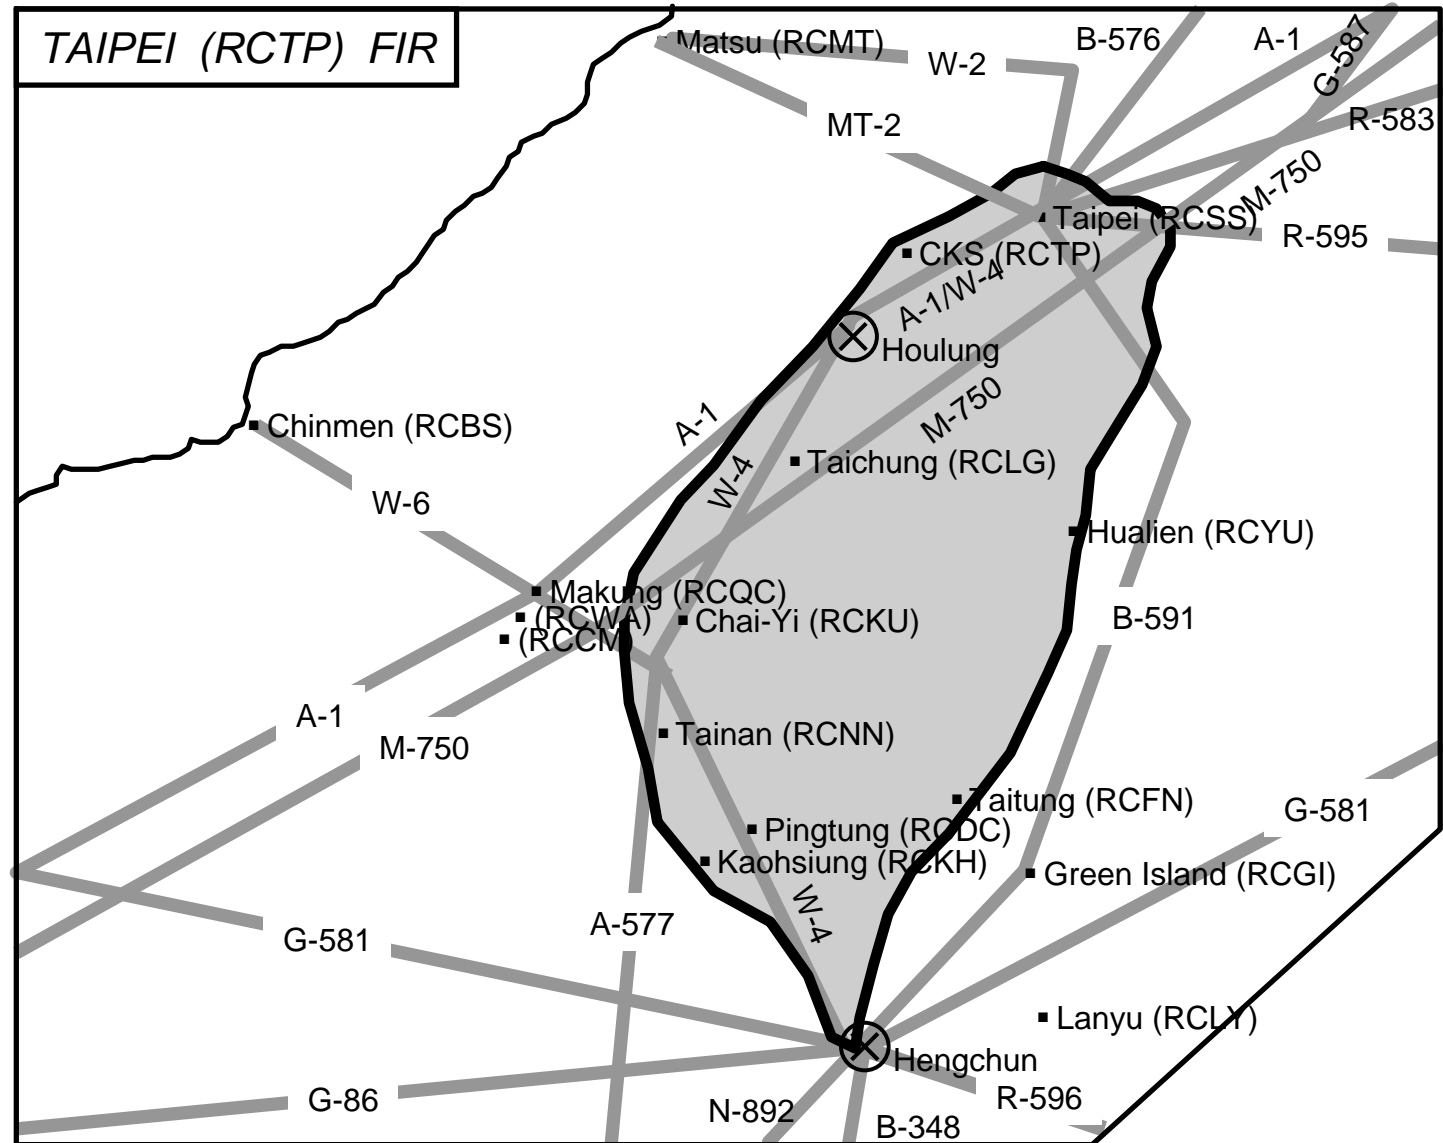 TAIPEI (RCTP) FIR
Matsu (RCMT)
W-2
B-576
A-1
G-587
MT-2
R-583
M-750
Taipei (RCSS)
R-595
CKS (RCTP)
A-1/W-4
Houlung
A-1
M-750
Chinmen (RCBS)
Taichung (RCLG)
W-4
W-6
Hualien (RCYU)
Makung (RCQC)
(RCWA)
Chai-Yi (RCKU)
B-591
(RCCM)
A-1
Tainan (RCNN)
M-750
Taitung (RCFN)
G-581
Pingtung (RCDC)
Kaohsiung (RCKH)
Green Island (RCGI)
W-4
A-577
G-581
Lanyu (RCLY)
Hengchun
G-86
N-892
R-596
B-348